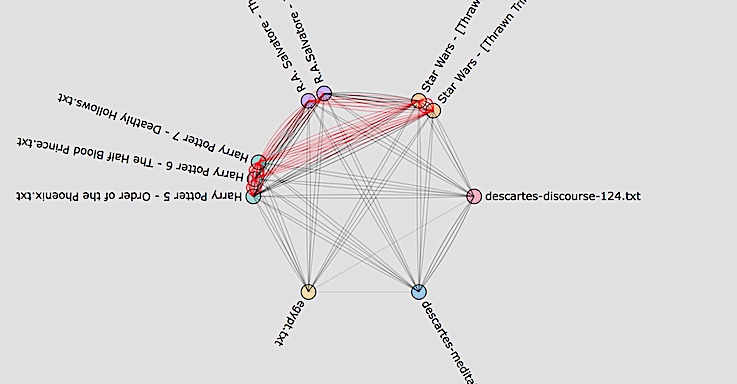 R.A. Salvatore - Th
R.A.Salvatore -
Star Wars - [Thraw
Star Wars - [Thrawn Tri
Harry Potter 7 - Deathly Hollows.txt
Harry Potter 6 - The Half Blood Prince.txt
Harry Potter 5 - Order of the Phoenix.txt
descartes-discourse-124.txt
egypt.txt
descartes-medita